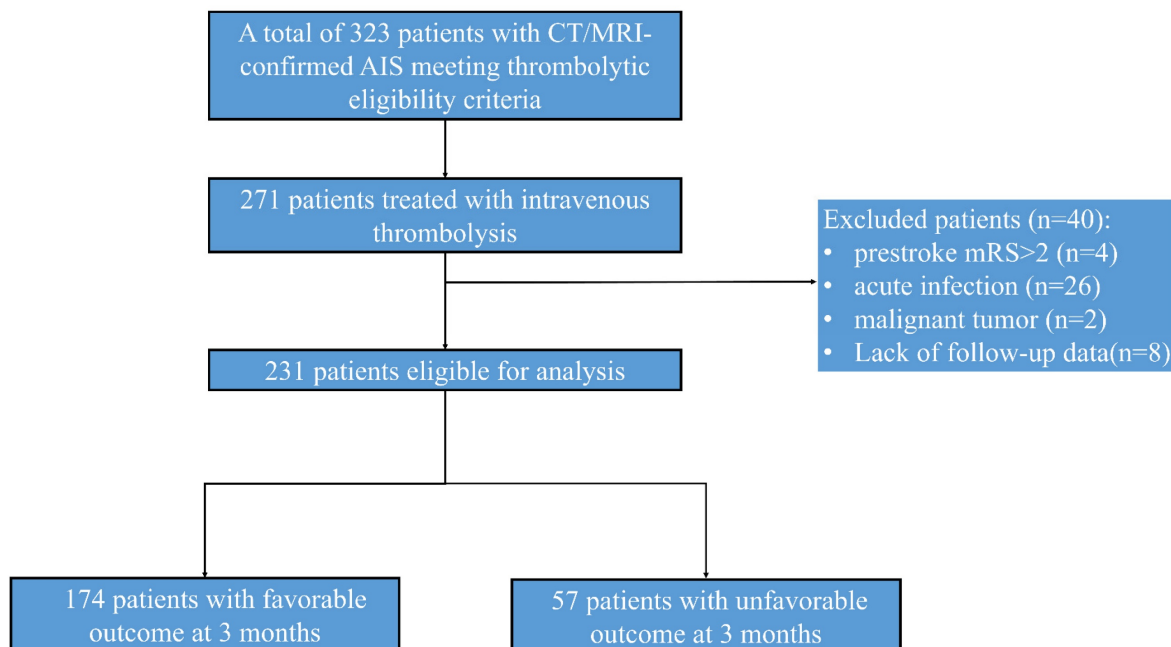 A total of 323 patients with CT/MRI-
confirmed AIS meeting thrombolytic
eligibility criteria
271 patients treated with intravenous
thrombolysis
Excluded patients (n=40):
• prestroke mRS>2 (n=4)
• acute infection (n=26)
• malignant tumor (n=2)
• Lack of follow-up data(n=8)
231 patients eligible for analysis
174 patients with favorable
outcome at 3 months
57 patients with unfavorable
outcome at 3 months